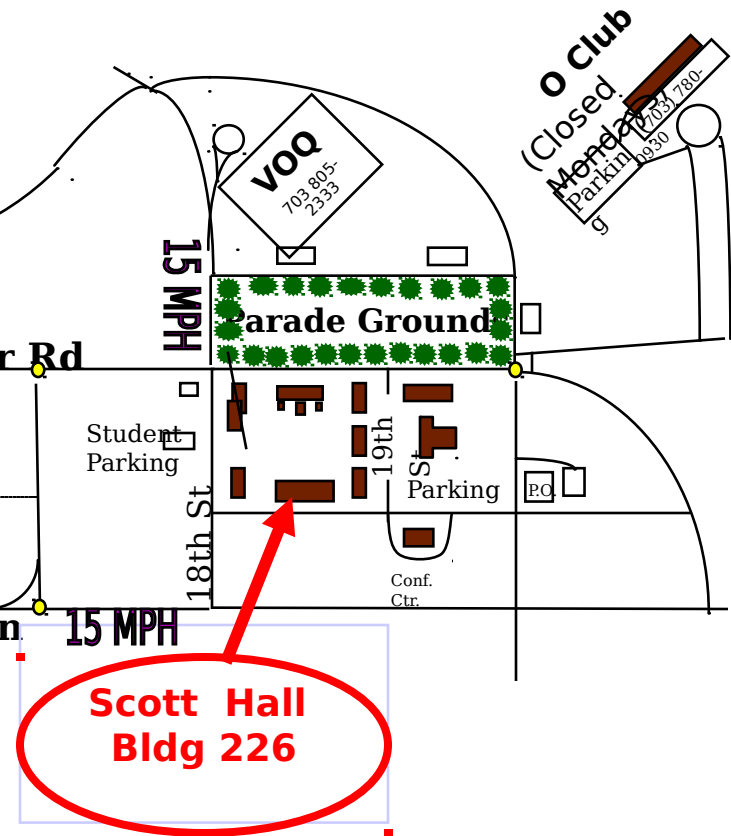 O Club
(Closed
Mondays)
(703) 780-
0930
Parkin
g
VOQ
703 805-
2333
15 MPH
Parade Ground
r Rd
Student
Parking
19th
St
Parking
P.O.
18th St
Conf.
Ctr.
n
15 MPH
Scott Hall
Bldg 226